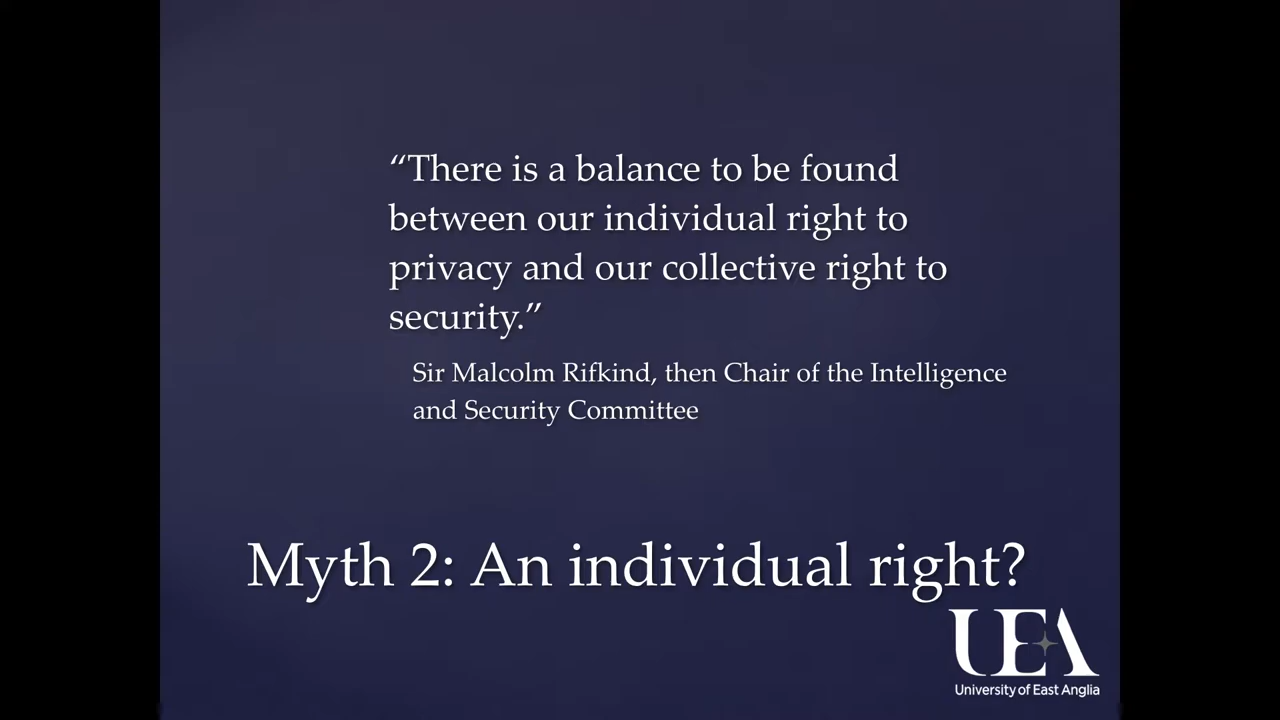 “There is a balance to be found
between our individual right to
privacy and our collective right to
security.”
Sir Malcolm Rifkind, then Chair of the Intelligence
and Security Committee
Myth 2: An individual right?
UEA
University of East Anglia